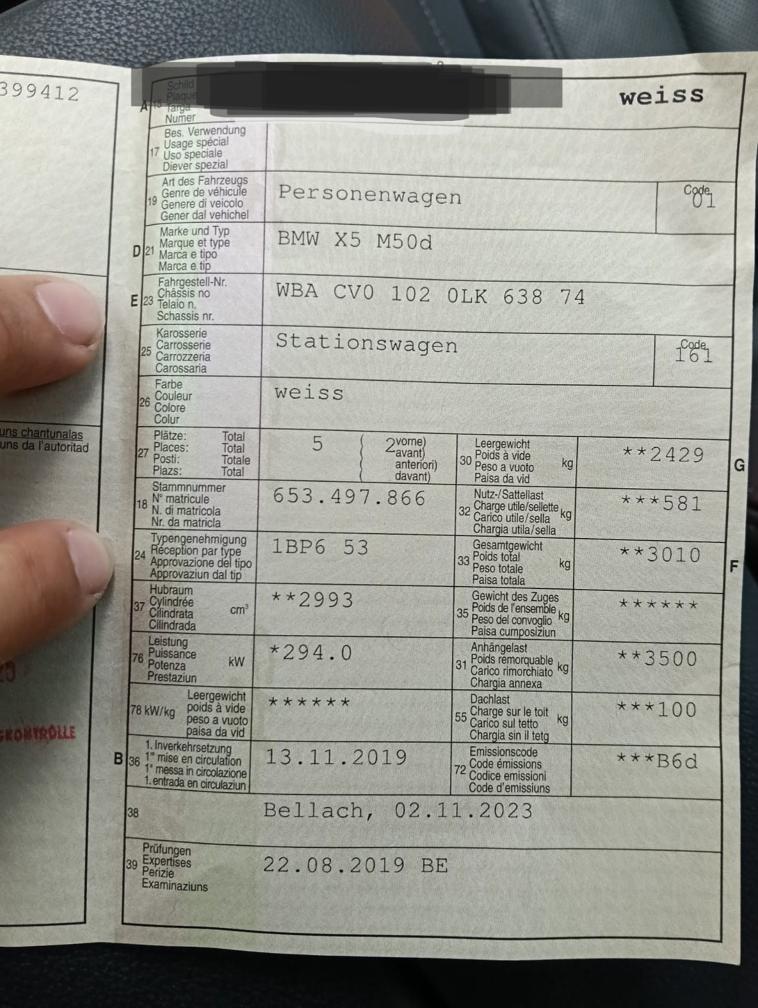 399412
uns chantunalas
uns da l'autoritad
KONTROLLE
A 15 Schild
Plaque
Targa
Numer
weiss
17 Bes. Verwendung
Usage spécial
Uso speciale
Diever spezial
19 Art des Fahrzeugs
Genre de véhicule
Genere di veicolo
Gener dal vehichel
Personenwagen
Code
01
D 21 Marke und Typ
Marque et type
Marca e tipo
Marca e tip
BMW X5 M50d
E 23 Fahrgestell-Nr.
Châssis no
Telaio n.
Schassis nr.
WBA CV0 102 0LK 638 74
25 Karosserie
Carrosserie
Carrozzeria
Carossaria
Stationswagen
Code
161
26 Farbe
Couleur
Colore
Colur
weiss
27 Plätze: Total
Places: Total
Posti: Totale
Plazs: Total
5 ( 2 vorne)
avant)
anteriori)
davant)
30 Leergewicht
Poids à vide
Peso a vuoto
Paisa da vid
kg
**2429
G
18 Stammnummer
N° matricule
N. di matricola
Nr. da matricla
653.497.866
32 Nutz-/Sattellast
Charge utile/sellette
Carico utile/sella
Chargia utila/sella
kg
***581
24 Typengenehmigung
Réception par type
Approvazione del tipo
Approvaziun dal tip
1BP6 53
33 Gesamtgewicht
Poids total
Peso totale
Paisa totala
kg
**3010
F
37 Hubraum
Cylindrée
Cilindrata
Cilindrada
cm³
**2993
35 Gewicht des Zuges
Poids de l'ensemble
Peso del convoglio
Paisa cumposiziun
kg
******
76 Leistung
Puissance
Potenza
Prestaziun
kW
*294.0
31 Anhängelast
Poids remorquable
Carico rimorchiato
Chargia annexa
kg
**3500
78 kW/kg Leergewicht
poids à vide
peso a vuoto
paisa da vid
******
55 Dachlast
Charge sur le toit
Carico sul tetto
Chargia sin il tetg
kg
***100
B 36 1. Inverkehrsetzung
1re mise en circulation
1a messa in circolazione
1. entrada en circulaziun
13.11.2019
72 Emissionscode
Code émissions
Codice emissioni
Code d'emissiuns
***B6d
38
Bellach, 02.11.2023
39 Prüfungen
Expertises
Perizie
Examinaziuns
22.08.2019 BE